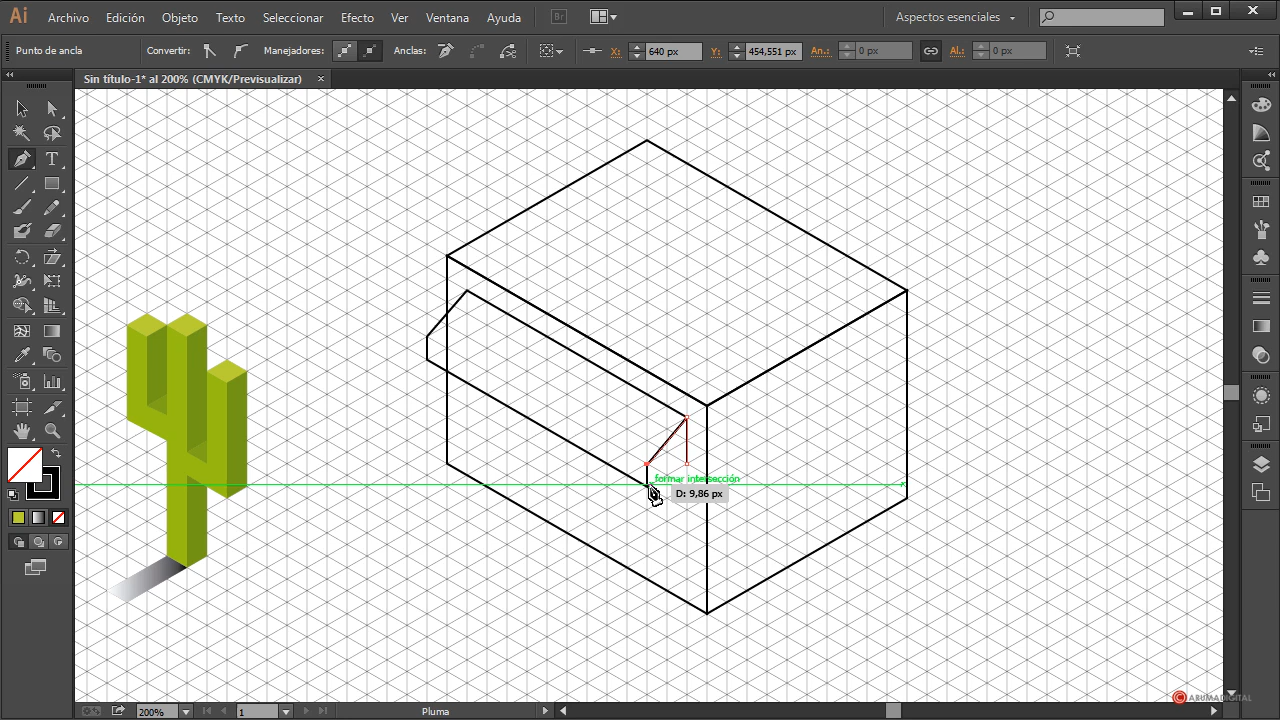 Ai Archivo Edición Objeto Texto Seleccionar Efecto Ver Ventana Ayuda Br Aspectos esenciales
Punto de ancla Convertir: Manejadores: Anclas: X: 640 px Y: 454,551 px An.: 0 px Al.: 0 px
Sin título-1* al 200% (CMYK/Previsualizar) ×
T
formar intersección
D: 9,86 px
C ARUMADIGITAL
200% 1 Pluma